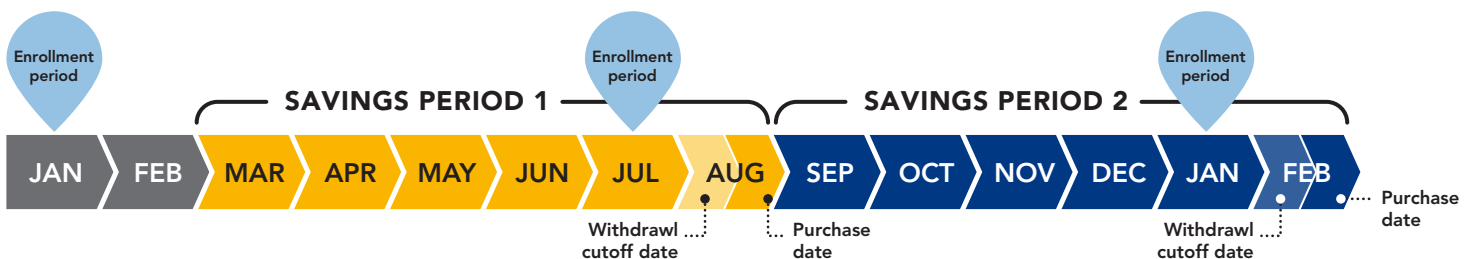 Enrollment
period
Enrollment
period
Enrollment
period
SAVINGS PERIOD 1
SAVINGS PERIOD 2
JAN FEB MAR APR MAY JUN JUL AUG SEP OCT NOV DEC JAN FEB
Withdrawl
cutoff date
Purchase
date
Withdrawl
cutoff date
Purchase
date